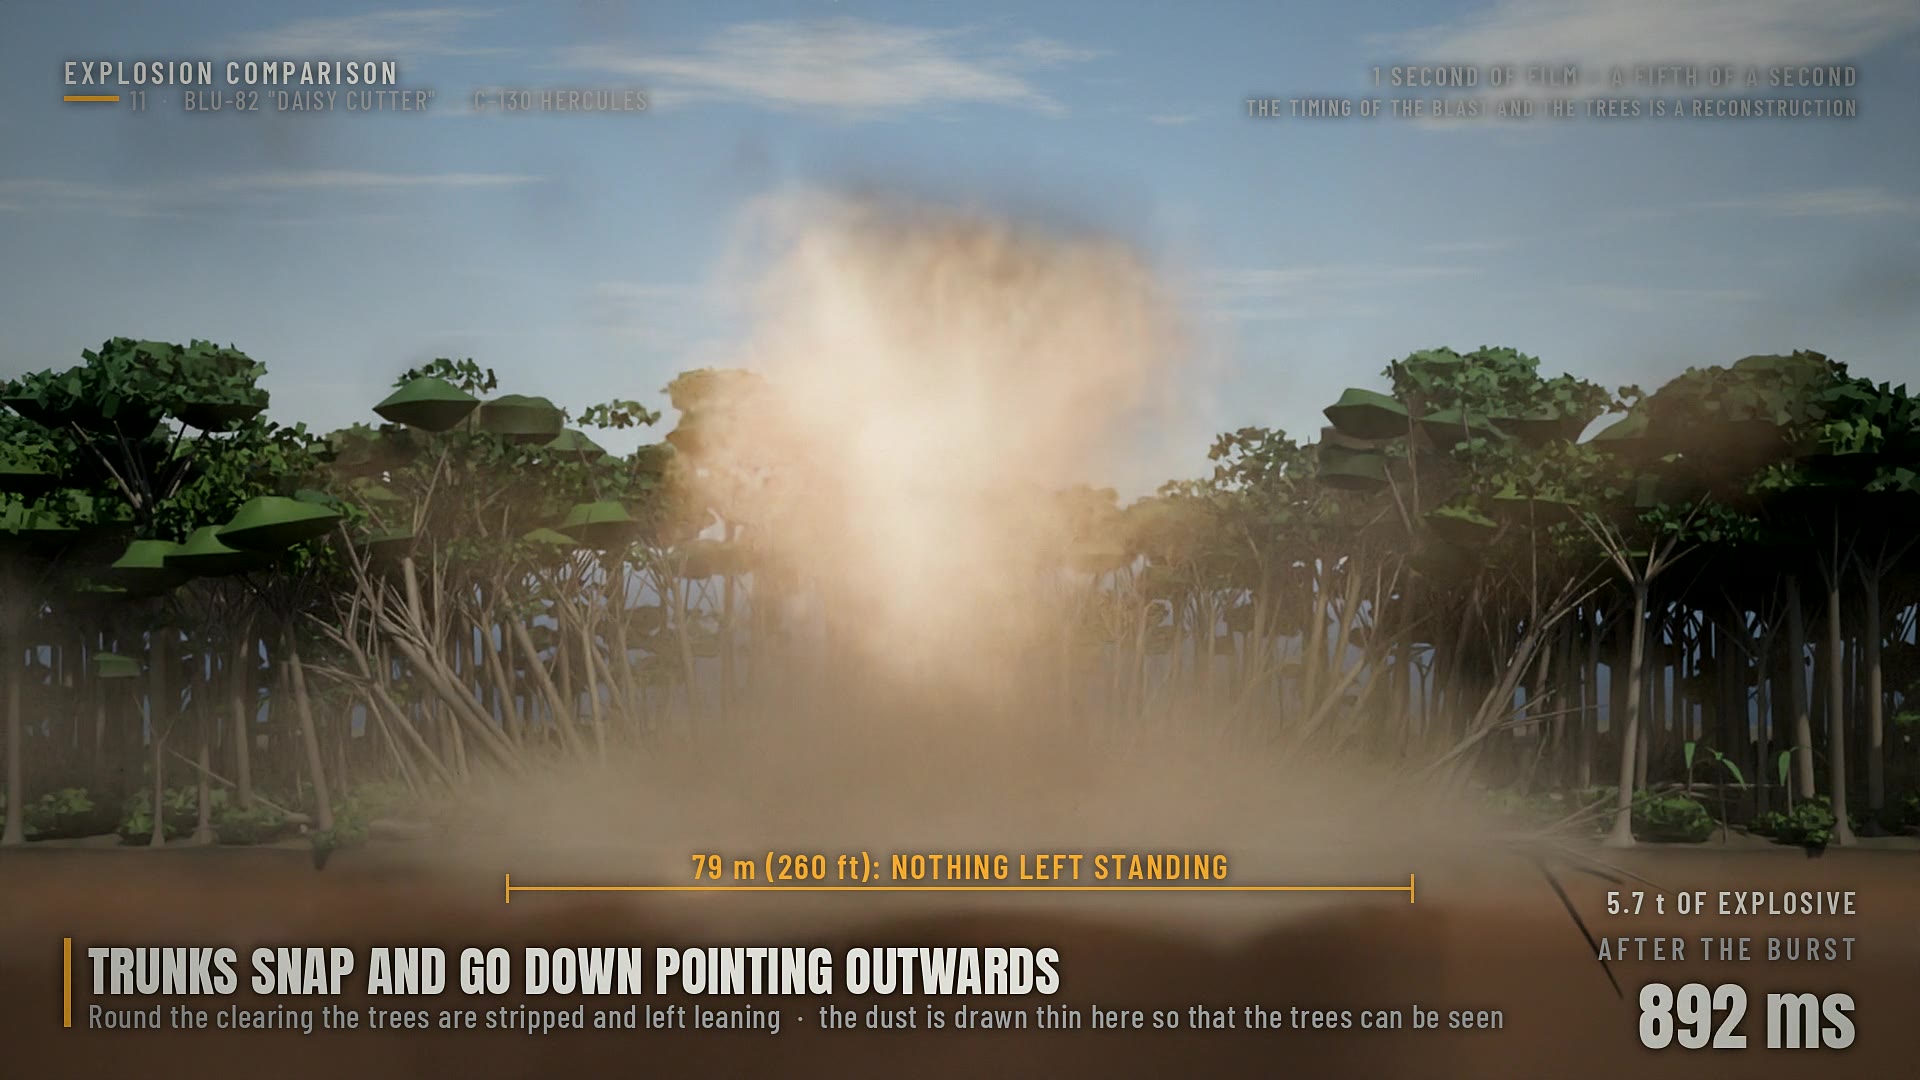 EXPLOSION COMPARISON
11 · BLU-82 "DAISY CUTTER" · C-130 HERCULES
1 SECOND OF FILM = A FIFTH OF A SECOND
THE TIMING OF THE BLAST AND THE TREES IS A RECONSTRUCTION
79 m (260 ft): NOTHING LEFT STANDING
5.7 t OF EXPLOSIVE
AFTER THE BURST
892 ms
TRUNKS SNAP AND GO DOWN POINTING OUTWARDS
Round the clearing the trees are stripped and left leaning · the dust is drawn thin here so that the trees can be seen